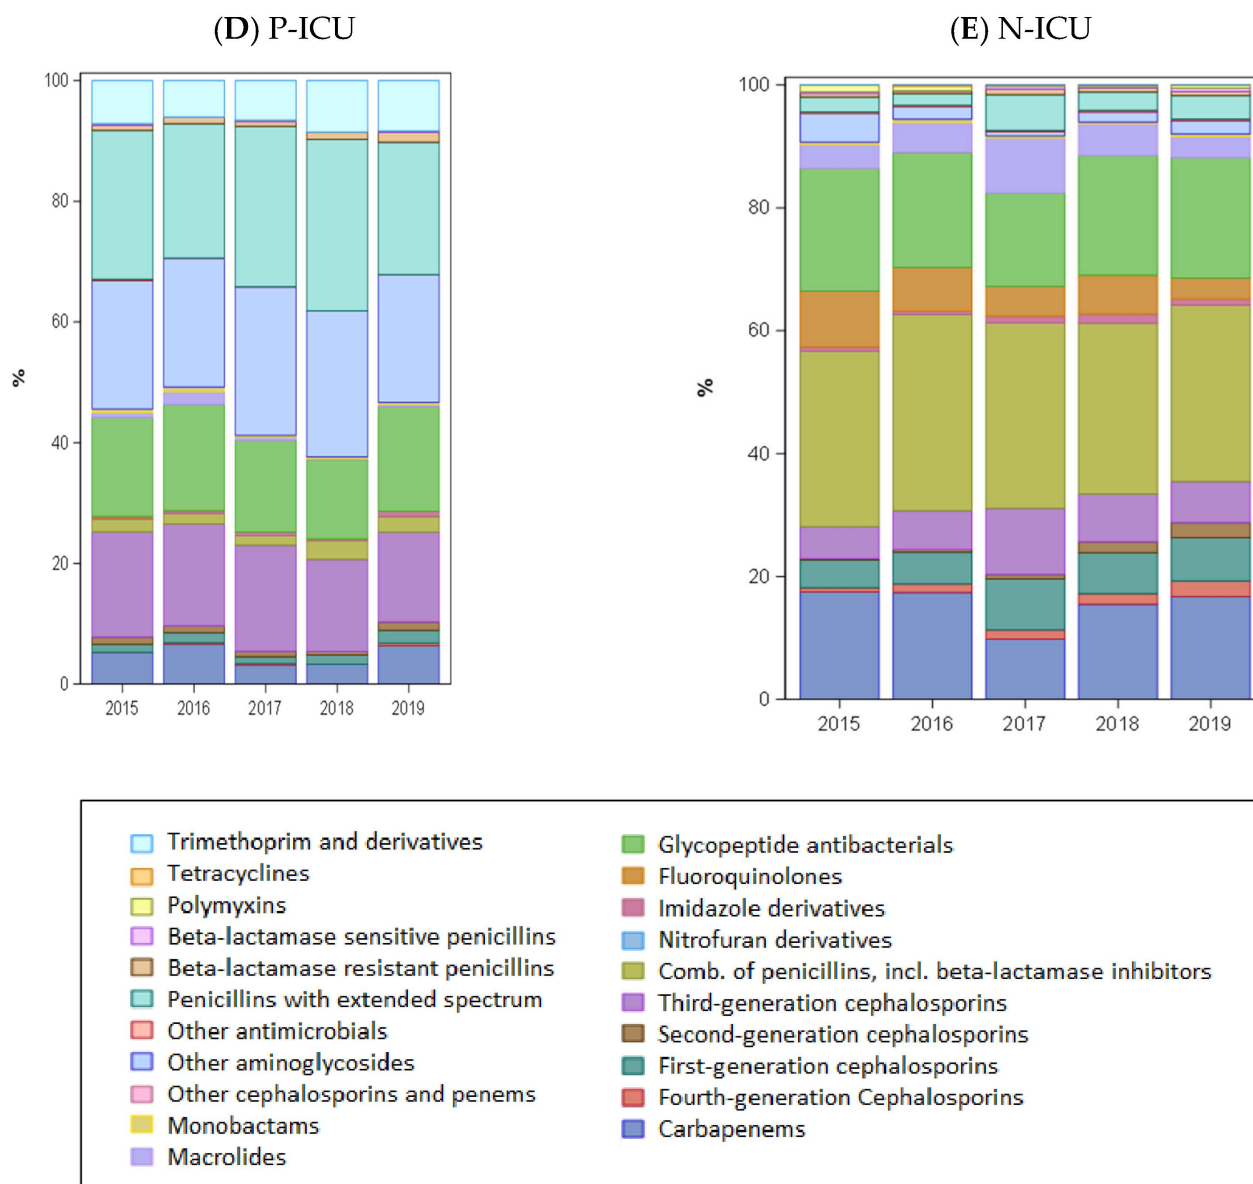 (D) P-ICU
(E) N-ICU
100
80
60
40
20
0
%
2015
2016
2017
2018
2019
100
80
60
40
20
0
%
2015
2016
2017
2018
2019
Trimethoprim and derivatives
Tetracyclines
Polymyxins
Beta-lactamase sensitive penicillins
Beta-lactamase resistant penicillins
Penicillins with extended spectrum
Other antimicrobials
Other aminoglycosides
Other cephalosporins and penems
Monobactams
Macrolides
Glycopeptide antibacterials
Fluoroquinolones
Imidazole derivatives
Nitrofuran derivatives
Comb. of penicillins, incl. beta-lactamase inhibitors
Third-generation cephalosporins
Second-generation cephalosporins
First-generation cephalosporins
Fourth-generation Cephalosporins
Carbapenems